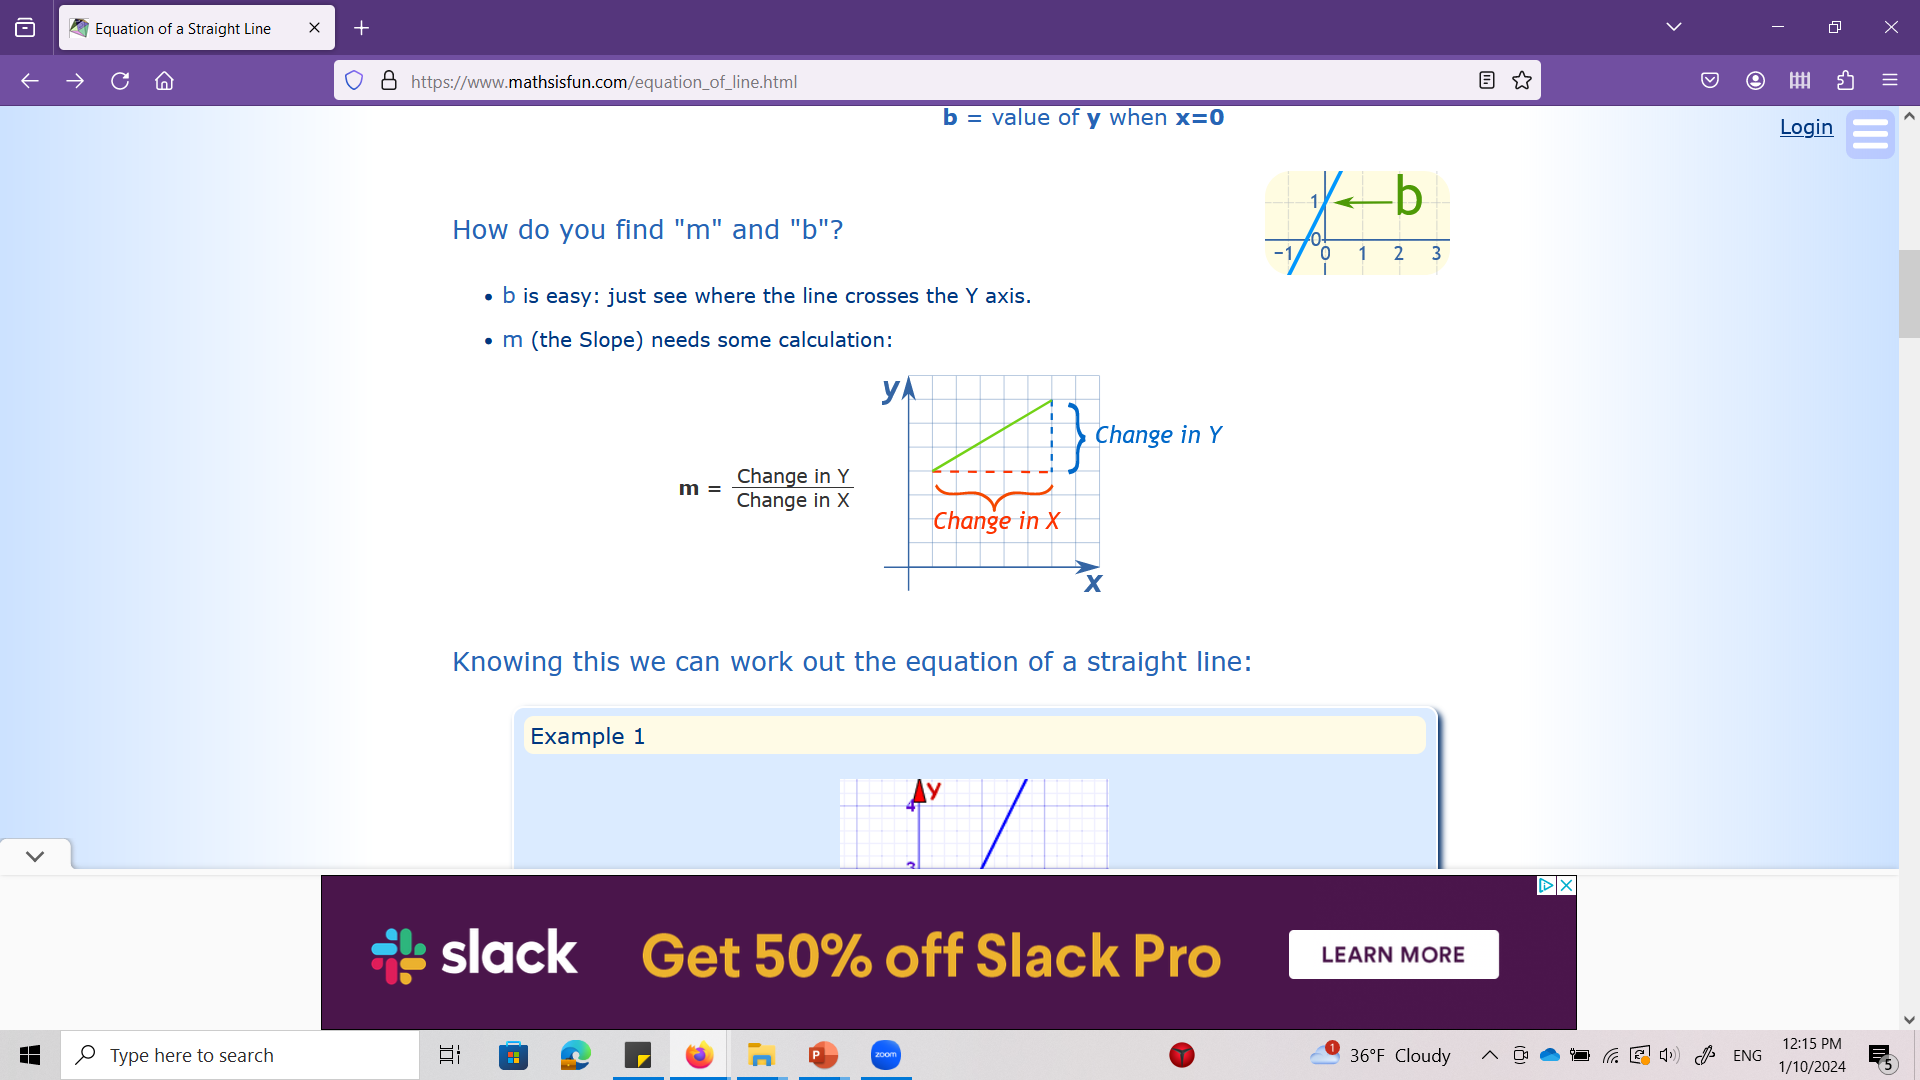 Equation of a Straight Line
https://www.mathsisfun.com/equation_of_line.html
b = value of y when x=0
Login
1
b
0
−1 0 1 2 3
How do you find "m" and "b"?
• b is easy: just see where the line crosses the Y axis.
• m (the Slope) needs some calculation:
y
Change in Y
m = Change in Y
Change in X
Change in X
x
Knowing this we can work out the equation of a straight line:
Example 1
Y
4
3
slack
Get 50% off Slack Pro
LEARN MORE
Type here to search
P
zoom
1
36°F Cloudy
ENG
12:15 PM
1/10/2024
5